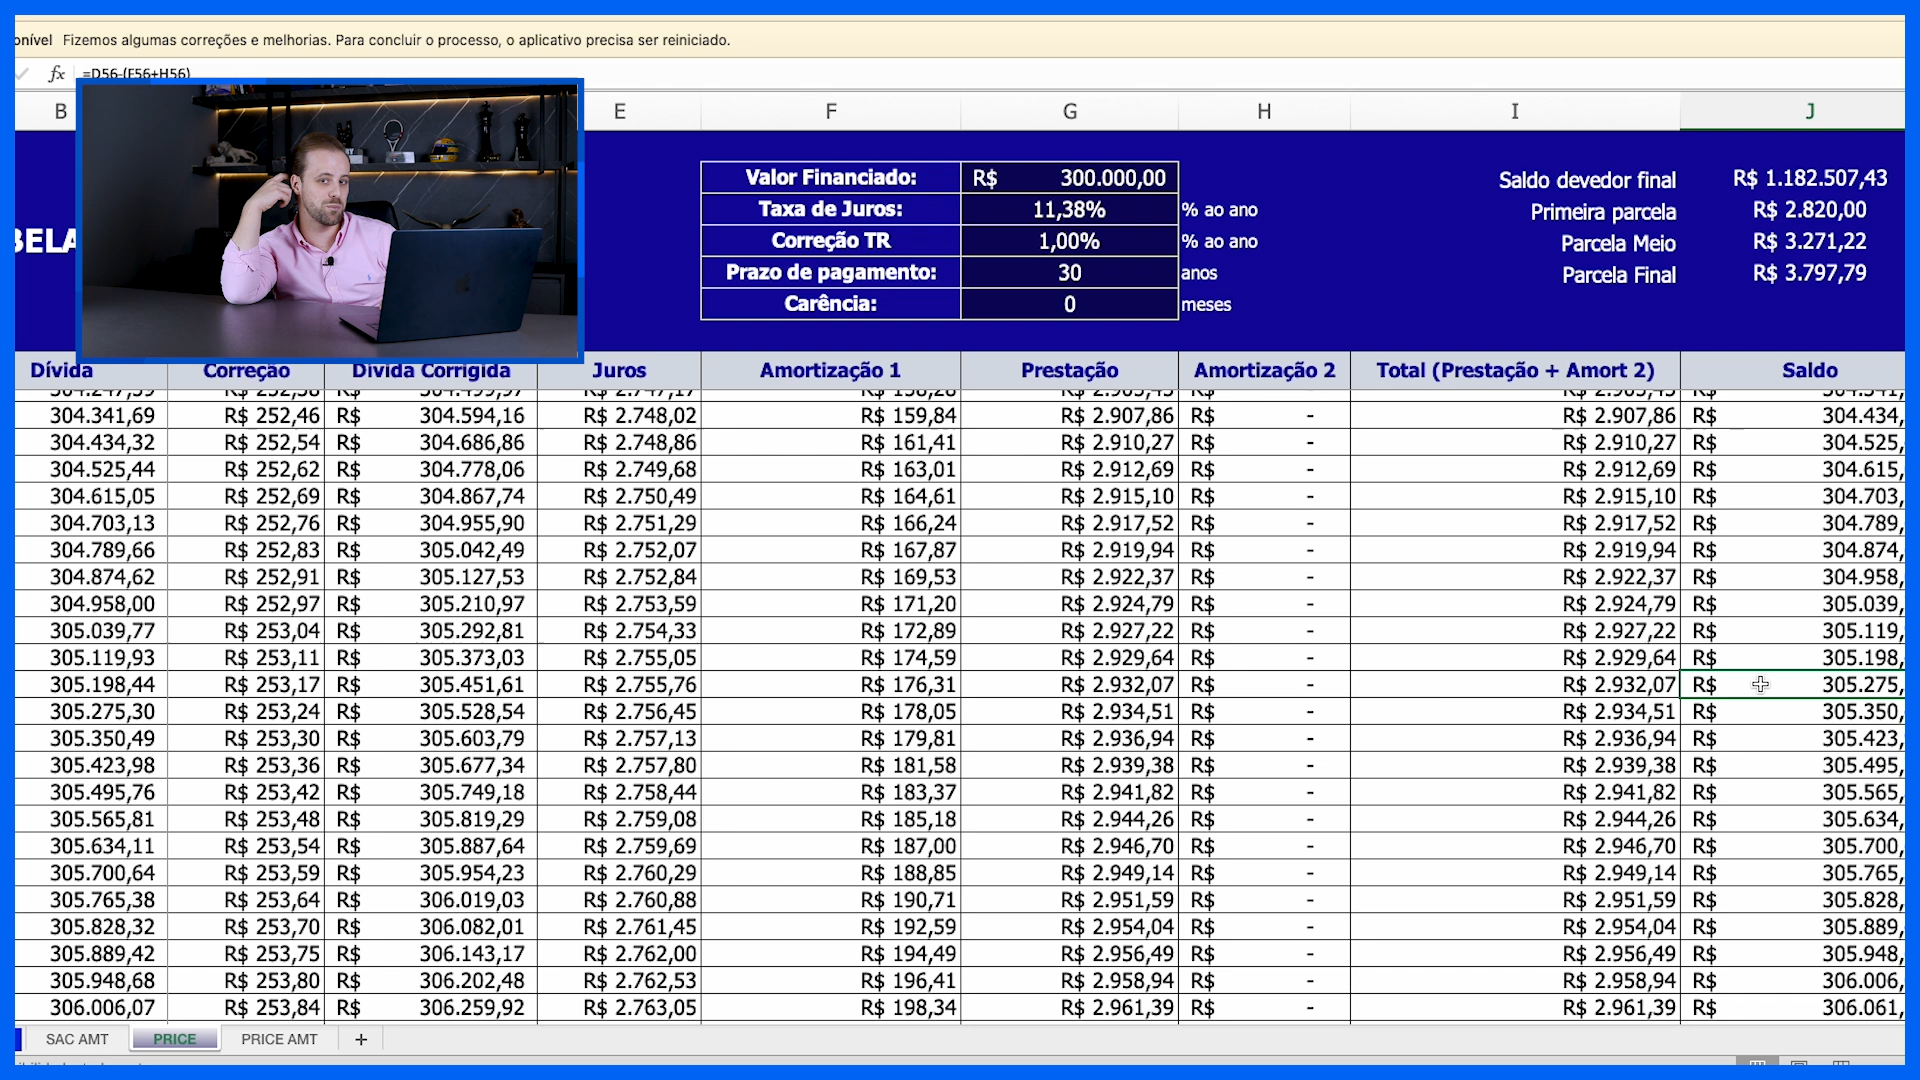 onível Fizemos algumas correções e melhorias. Para concluir o processo, o aplicativo precisa ser reiniciado.
fx =D56-(F56+H56)
B E F G H I J
BELA
Valor Financiado: R$ 300.000,00
Taxa de Juros: 11,38% % ao ano
Correção TR 1,00% % ao ano
Prazo de pagamento: 30 anos
Carência: 0 meses
Saldo devedor final R$ 1.182.507,43
Primeira parcela R$ 2.820,00
Parcela Meio R$ 3.271,22
Parcela Final R$ 3.797,79
Dívida Correção Dívida Corrigida Juros Amortização 1 Prestação Amortização 2 Total (Prestação + Amort 2) Saldo
304.341,69 R$ 252,46 R$ 304.594,16 R$ 2.748,02 R$ 159,84 R$ 2.907,86 R$ - R$ 2.907,86 R$ 304.434,
304.434,32 R$ 252,54 R$ 304.686,86 R$ 2.748,86 R$ 161,41 R$ 2.910,27 R$ - R$ 2.910,27 R$ 304.525,
304.525,44 R$ 252,62 R$ 304.778,06 R$ 2.749,68 R$ 163,01 R$ 2.912,69 R$ - R$ 2.912,69 R$ 304.615,
304.615,05 R$ 252,69 R$ 304.867,74 R$ 2.750,49 R$ 164,61 R$ 2.915,10 R$ - R$ 2.915,10 R$ 304.703,
304.703,13 R$ 252,76 R$ 304.955,90 R$ 2.751,29 R$ 166,24 R$ 2.917,52 R$ - R$ 2.917,52 R$ 304.789,
304.789,66 R$ 252,83 R$ 305.042,49 R$ 2.752,07 R$ 167,87 R$ 2.919,94 R$ - R$ 2.919,94 R$ 304.874,
304.874,62 R$ 252,91 R$ 305.127,53 R$ 2.752,84 R$ 169,53 R$ 2.922,37 R$ - R$ 2.922,37 R$ 304.958,
304.958,00 R$ 252,97 R$ 305.210,97 R$ 2.753,59 R$ 171,20 R$ 2.924,79 R$ - R$ 2.924,79 R$ 305.039,
305.039,77 R$ 253,04 R$ 305.292,81 R$ 2.754,33 R$ 172,89 R$ 2.927,22 R$ - R$ 2.927,22 R$ 305.119,
305.119,93 R$ 253,11 R$ 305.373,03 R$ 2.755,05 R$ 174,59 R$ 2.929,64 R$ - R$ 2.929,64 R$ 305.198,
305.198,44 R$ 253,17 R$ 305.451,61 R$ 2.755,76 R$ 176,31 R$ 2.932,07 R$ - R$ 2.932,07 R$ 305.275,
305.275,30 R$ 253,24 R$ 305.528,54 R$ 2.756,45 R$ 178,05 R$ 2.934,51 R$ - R$ 2.934,51 R$ 305.350,
305.350,49 R$ 253,30 R$ 305.603,79 R$ 2.757,13 R$ 179,81 R$ 2.936,94 R$ - R$ 2.936,94 R$ 305.423,
305.423,98 R$ 253,36 R$ 305.677,34 R$ 2.757,80 R$ 181,58 R$ 2.939,38 R$ - R$ 2.939,38 R$ 305.495,
305.495,76 R$ 253,42 R$ 305.749,18 R$ 2.758,44 R$ 183,37 R$ 2.941,82 R$ - R$ 2.941,82 R$ 305.565,
305.565,81 R$ 253,48 R$ 305.819,29 R$ 2.759,08 R$ 185,18 R$ 2.944,26 R$ - R$ 2.944,26 R$ 305.634,
305.634,11 R$ 253,54 R$ 305.887,64 R$ 2.759,69 R$ 187,00 R$ 2.946,70 R$ - R$ 2.946,70 R$ 305.700,
305.700,64 R$ 253,59 R$ 305.954,23 R$ 2.760,29 R$ 188,85 R$ 2.949,14 R$ - R$ 2.949,14 R$ 305.765,
305.765,38 R$ 253,64 R$ 306.019,03 R$ 2.760,88 R$ 190,71 R$ 2.951,59 R$ - R$ 2.951,59 R$ 305.828,
305.828,32 R$ 253,70 R$ 306.082,01 R$ 2.761,45 R$ 192,59 R$ 2.954,04 R$ - R$ 2.954,04 R$ 305.889,
305.889,42 R$ 253,75 R$ 306.143,17 R$ 2.762,00 R$ 194,49 R$ 2.956,49 R$ - R$ 2.956,49 R$ 305.948,
305.948,68 R$ 253,80 R$ 306.202,48 R$ 2.762,53 R$ 196,41 R$ 2.958,94 R$ - R$ 2.958,94 R$ 306.006,
306.006,07 R$ 253,84 R$ 306.259,92 R$ 2.763,05 R$ 198,34 R$ 2.961,39 R$ - R$ 2.961,39 R$ 306.061,
SAC AMT PRICE PRICE AMT +